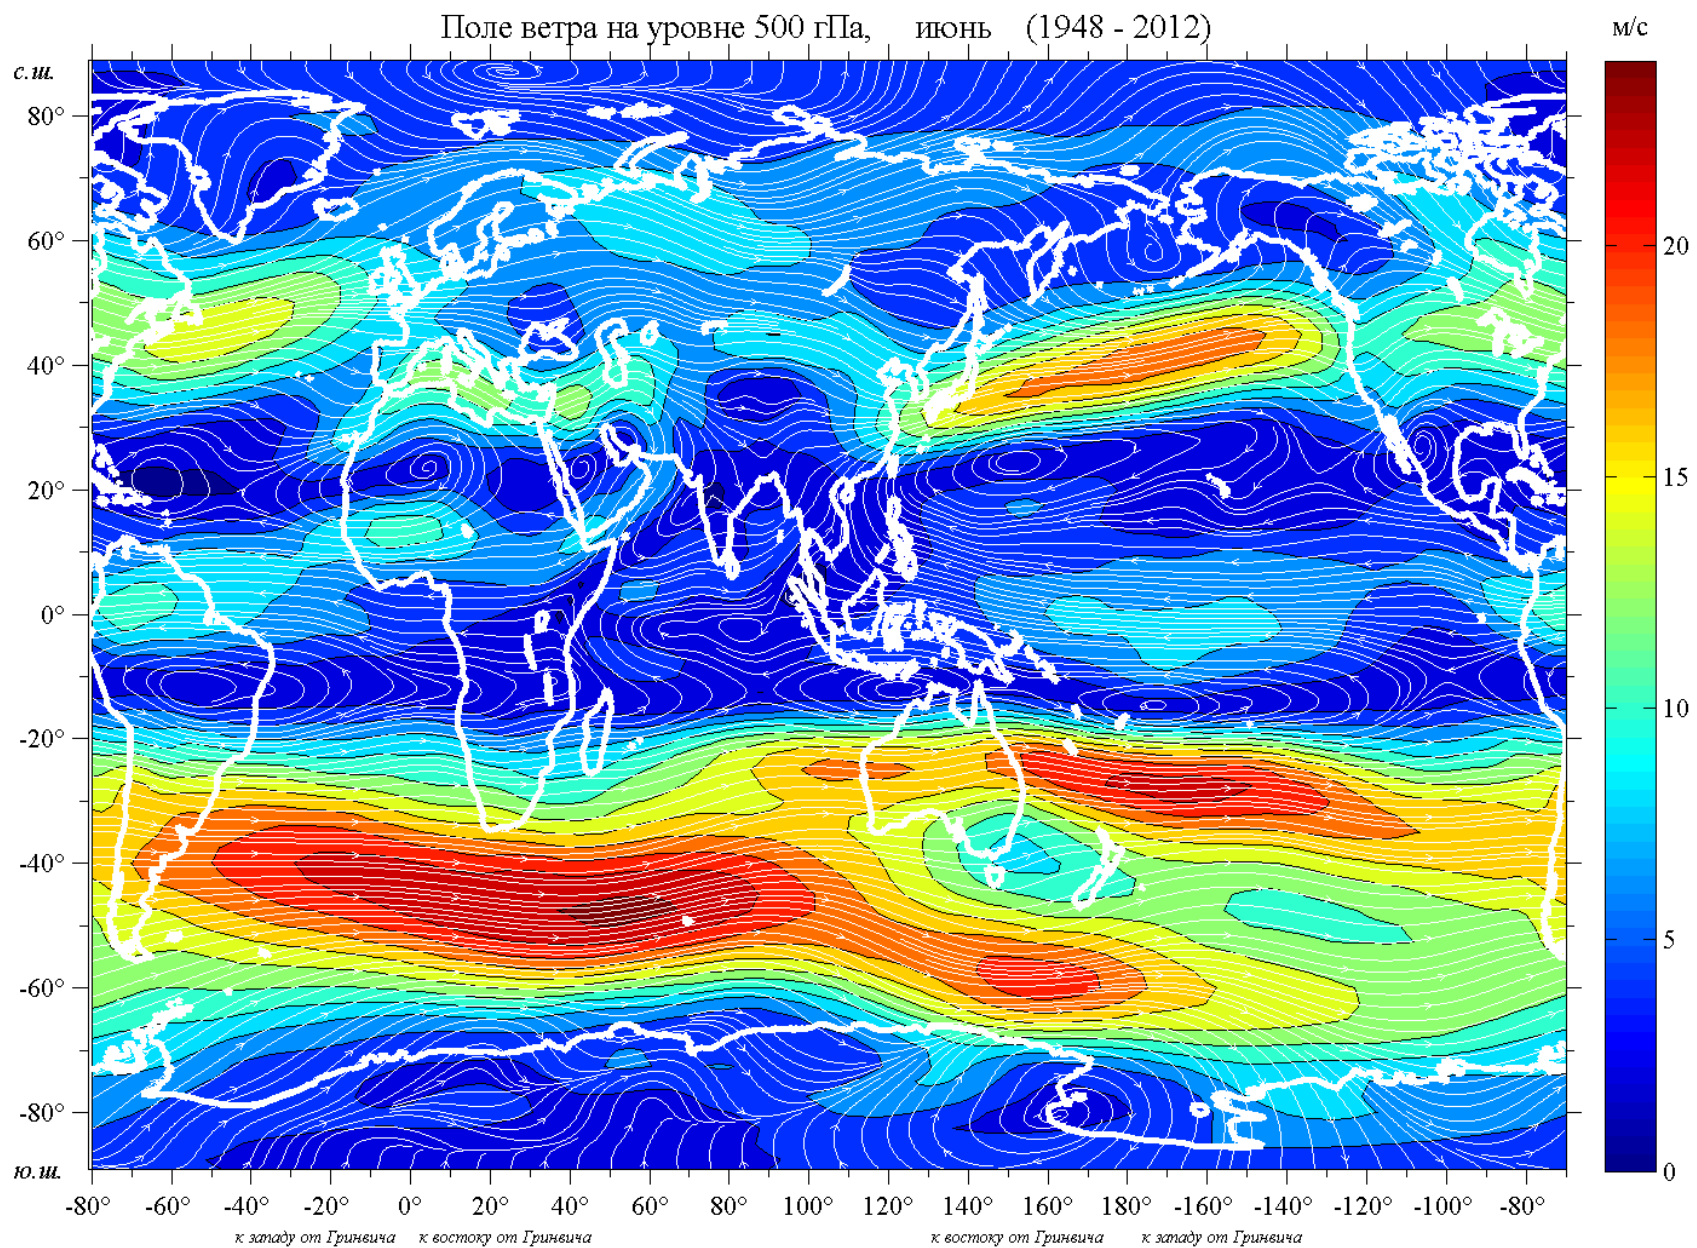 Поле ветра на уровне 500 гПа, июнь (1948 - 2012)
м/с
с.ш.
80°
60°
40°
20°
0°
-20°
-40°
-60°
-80°
ю.ш.
20
15
10
5
0
-80° -60° -40° -20° 0° 20° 40° 60° 80° 100° 120° 140° 160° 180° -160° -140° -120° -100° -80°
к западу от Гринвича к востоку от Гринвича к востоку от Гринвича к западу от Гринвича